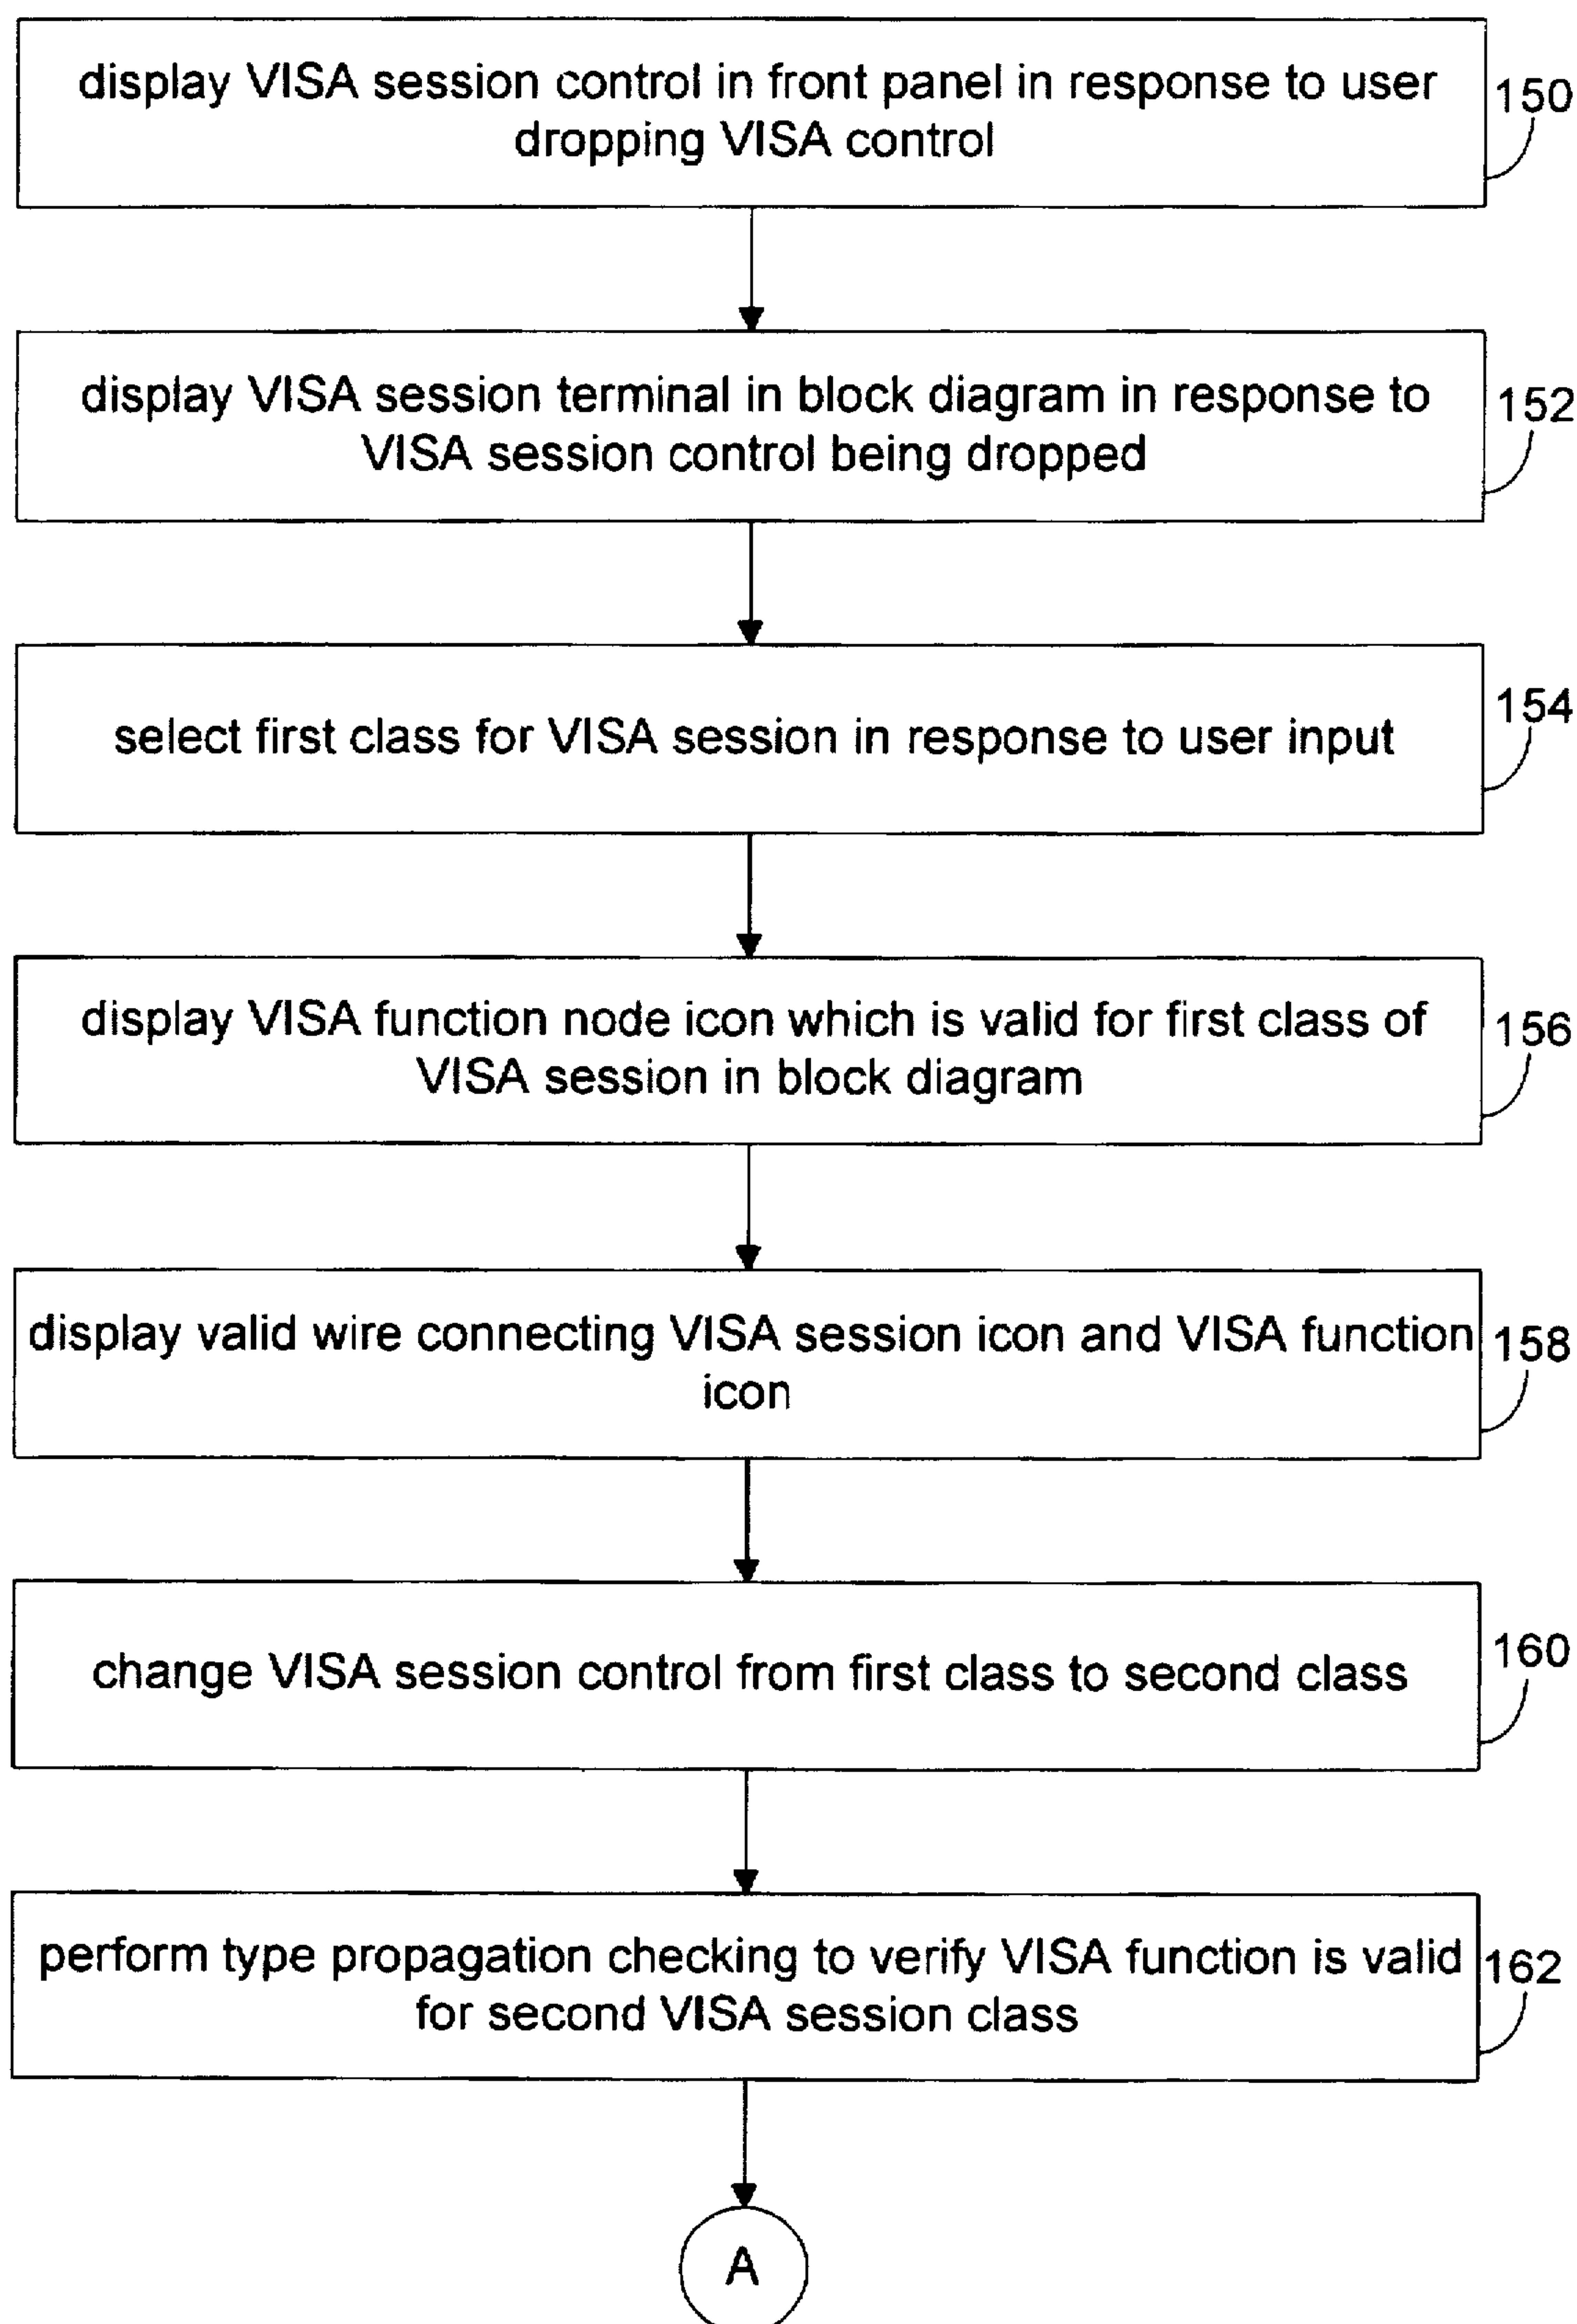 display VISA session control in front panel in response to user
dropping VISA control
150
display VISA session terminal in block diagram in response to
VISA session control being dropped
152
select first class for VISA session in response to user input
154
display VISA function node icon which is valid for first class of
VISA session in block diagram
156
display valid wire connecting VISA session icon and VISA function
icon
158
change VISA session control from first class to second class
160
perform type propagation checking to verify VISA function is valid
for second VISA session class
162
A